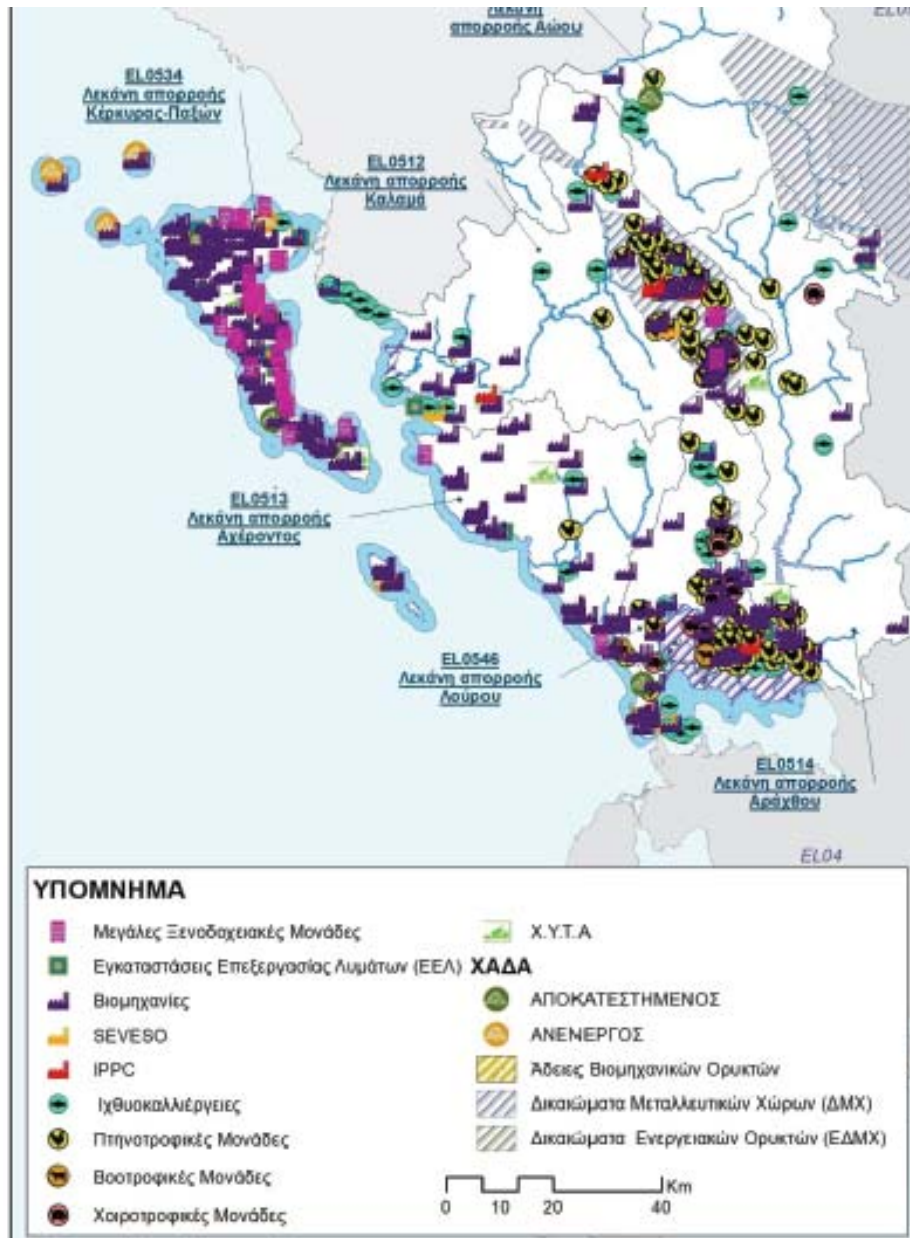 Λεκάνη
απορροής Αώου
EL0534
Λεκάνη απορροής
Κέρκυρας-Παξών
EL0512
Λεκάνη απορροής
Καλαμά
EL0513
Λεκάνη απορροής
Αχέροντος
EL0546
Λεκάνη απορροής
Λούρου
EL0514
Λεκάνη απορροής
Αράχθου
EL04
ΥΠΟΜΝΗΜΑ
Μεγάλες Ξενοδοχειακές Μονάδες
Εγκαταστάσεις Επεξεργασίας Λυμάτων (ΕΕΛ)
Βιομηχανίες
SEVESO
IPPC
Ιχθυοκαλλιέργειες
Πτηνοτροφικές Μονάδες
Βοοτροφικές Μονάδες
Χοιροτροφικές Μονάδες
Χ.Υ.Τ.Α
ΧΑΔΑ
ΑΠΟΚΑΤΕΣΤΗΜΕΝΟΣ
ΑΝΕΝΕΡΓΟΣ
Άδειες Βιομηχανικών Ορυκτών
Δικαιώματα Μεταλλευτικών Χώρων (ΔΜΧ)
Δικαιώματα Ενεργειακών Ορυκτών (ΕΔΜΧ)
Km
0 10 20 40